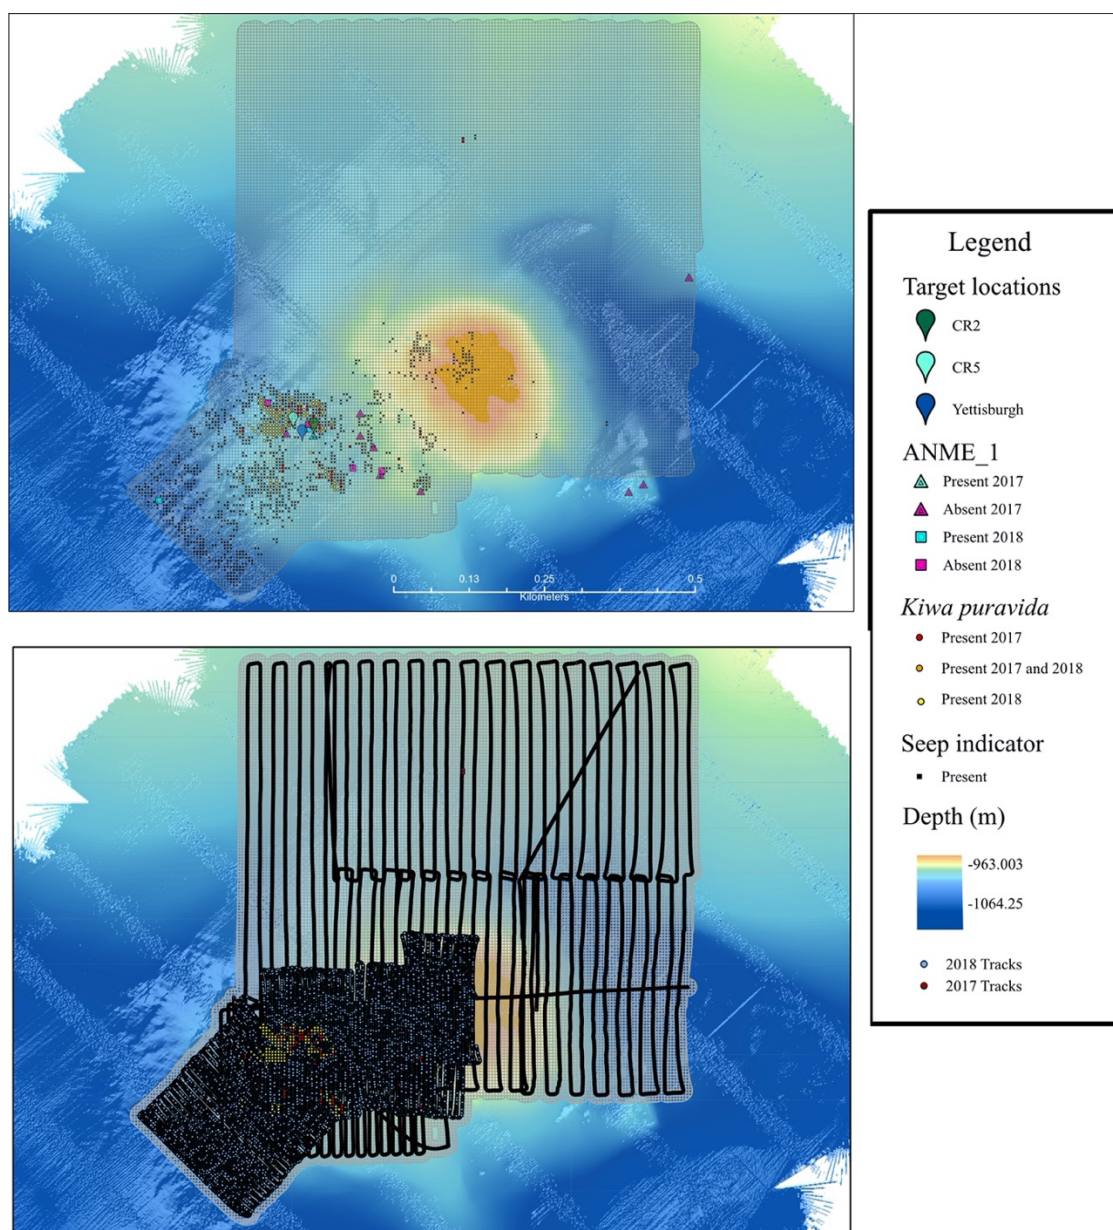 0 0.13 0.25 0.5
Kilometers
Legend
Target locations
CR2
CR5
Yettisburgh
ANME_1
Present 2017
Absent 2017
Present 2018
Absent 2018
Kiwa puravida
Present 2017
Present 2017 and 2018
Present 2018
Seep indicator
Present
Depth (m)
-963.003
-1064.25
2018 Tracks
2017 Tracks